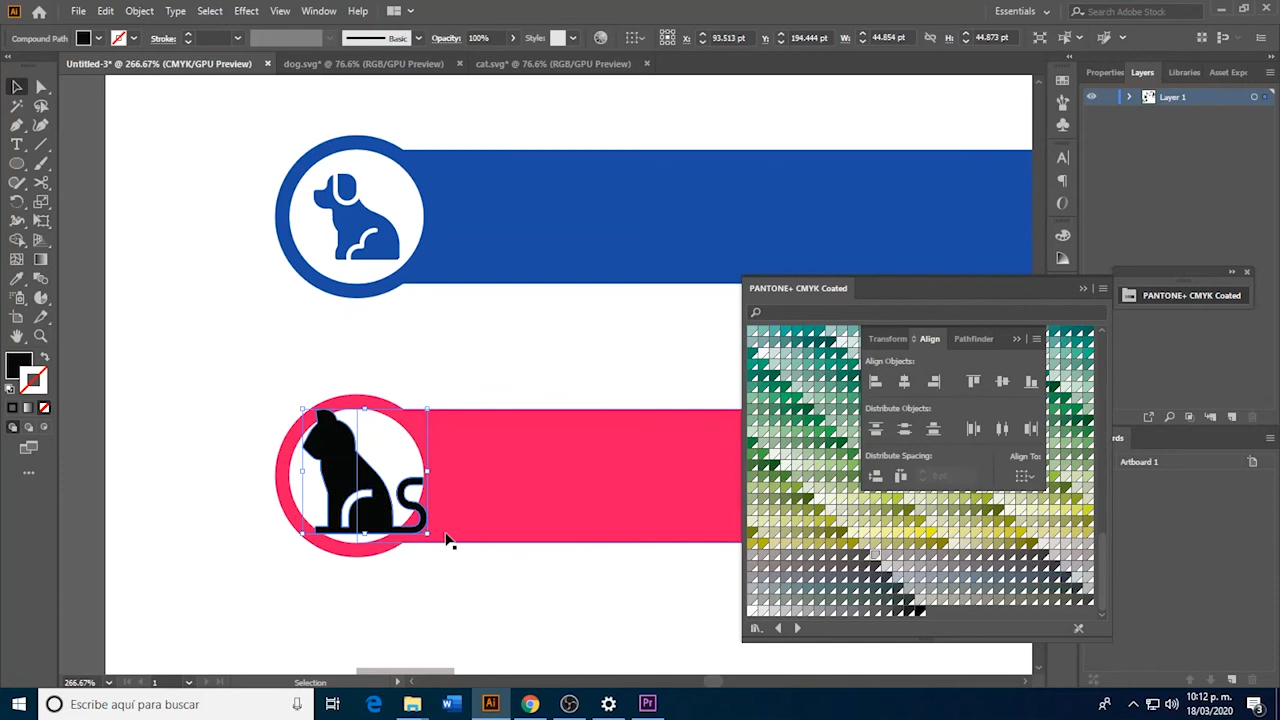 File Edit Object Type Select Effect View Window Help Essentials Search Adobe Stock
Compound Path Stroke: Basic Opacity: 100% Style: X: 93.513 pt Y: 194.444 pt W: 44.854 pt H: 44.873 pt
Untitled-3* @ 266.67% (CMYK/GPU Preview) dog.svg* @ 76.6% (RGB/GPU Preview) cat.svg* @ 76.6% (RGB/GPU Preview)
Properties Layers Libraries Asset Expo
Layer 1
PANTONE+ CMYK Coated
PANTONE+ CMYK Coated
Transform Align Pathfinder
Align Objects:
Distribute Objects:
Distribute Spacing: Align To:
0 pt
rds
Artboard 1
266.67% 1 Selection
Escribe aquí para buscar
10:12 p.m.
18/03/2020
3